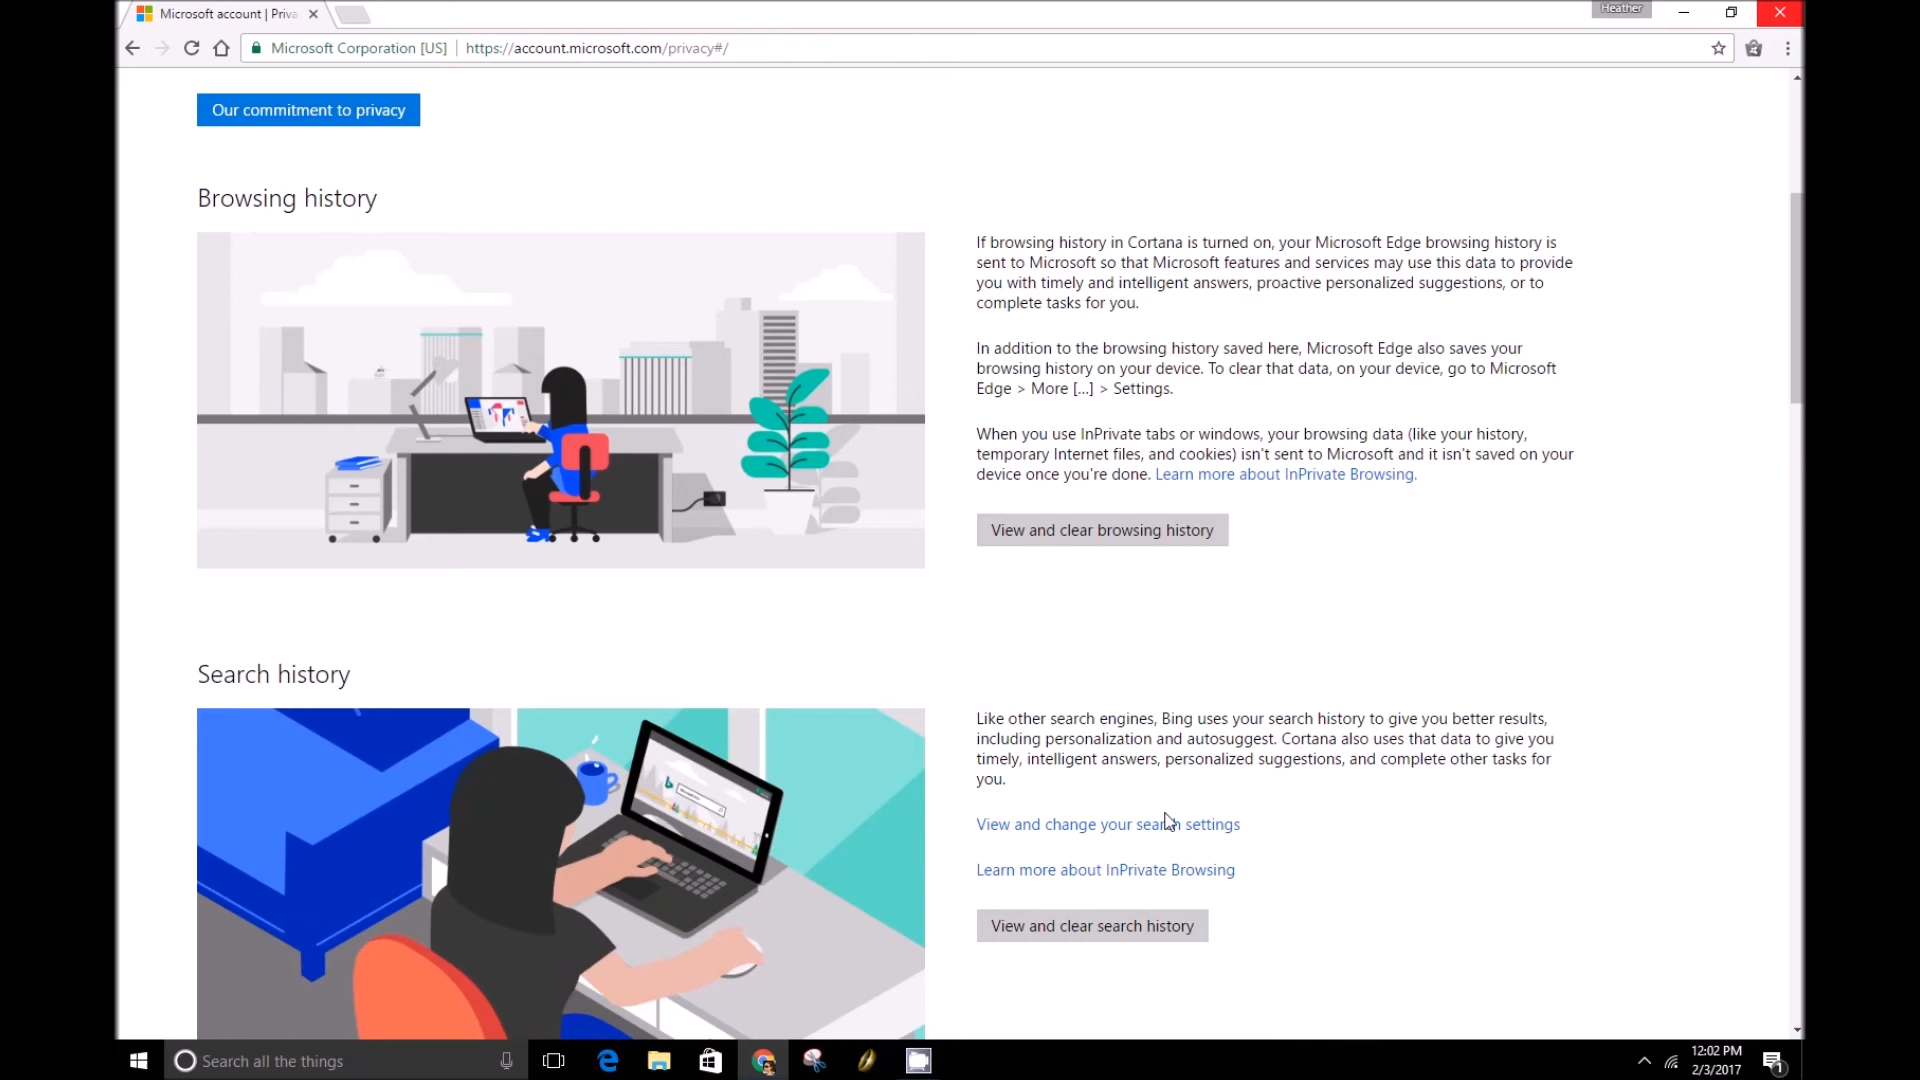 Microsoft account | Priva
Heather
Microsoft Corporation [US]
https://account.microsoft.com/privacy#/
Our commitment to privacy
Browsing history
If browsing history in Cortana is turned on, your Microsoft Edge browsing history is
sent to Microsoft so that Microsoft features and services may use this data to provide
you with timely and intelligent answers, proactive personalized suggestions, or to
complete tasks for you.
In addition to the browsing history saved here, Microsoft Edge also saves your
browsing history on your device. To clear that data, on your device, go to Microsoft
Edge > More [...] > Settings.
When you use InPrivate tabs or windows, your browsing data (like your history,
temporary Internet files, and cookies) isn't sent to Microsoft and it isn't saved on your
device once you're done. Learn more about InPrivate Browsing.
View and clear browsing history
Search history
Like other search engines, Bing uses your search history to give you better results,
including personalization and autosuggest. Cortana also uses that data to give you
timely, intelligent answers, personalized suggestions, and complete other tasks for
you.
View and change your search settings
Learn more about InPrivate Browsing
View and clear search history
Search all the things
12:02 PM
2/3/2017
1